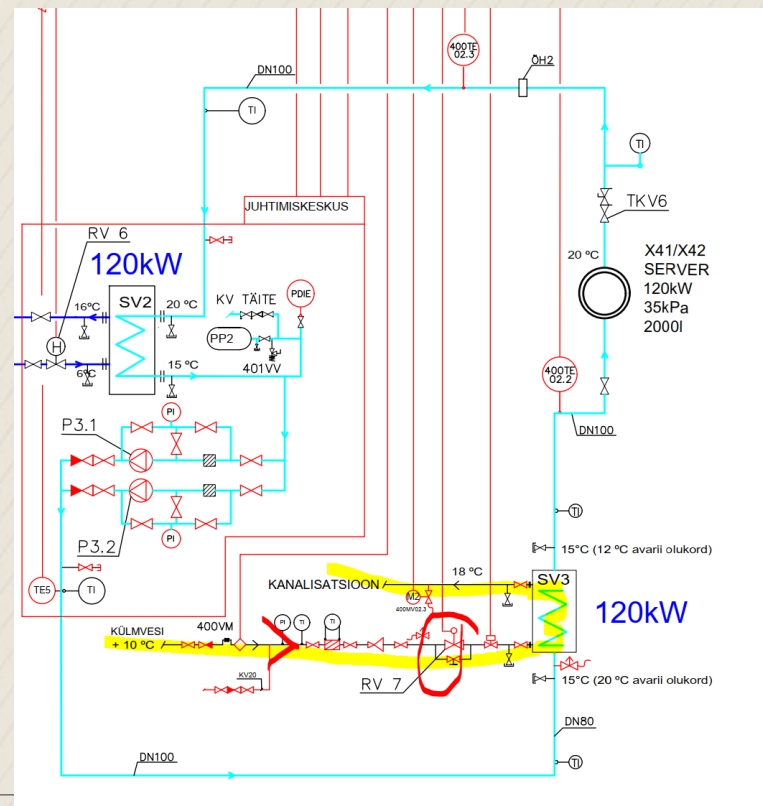 400TE
02.3
ÕH2
DN100
TI
TI
JUHTIMISKESKUS
TKV6
RV 6
120kW
20 ºC
X41/X42
SERVER
120kW
35kPa
2000l
16ºC
SV2
20 ºC
KV TÄITE
PDIE
H
PP2
6ºC
15 ºC
401VV
400TE
02.2
PI
P3.1
DN100
TI
P3.2
PI
15°C (12 ºC avarii olukord)
18 ºC
KANALISATSIOON
SV3
TE5
TI
M2
400MV02.3
120kW
400VM
PI
TI
TI
KÜLMVESI
+ 10 ºC
KV20
RV 7
15°C (20 ºC avarii olukord)
DN80
DN100
TI